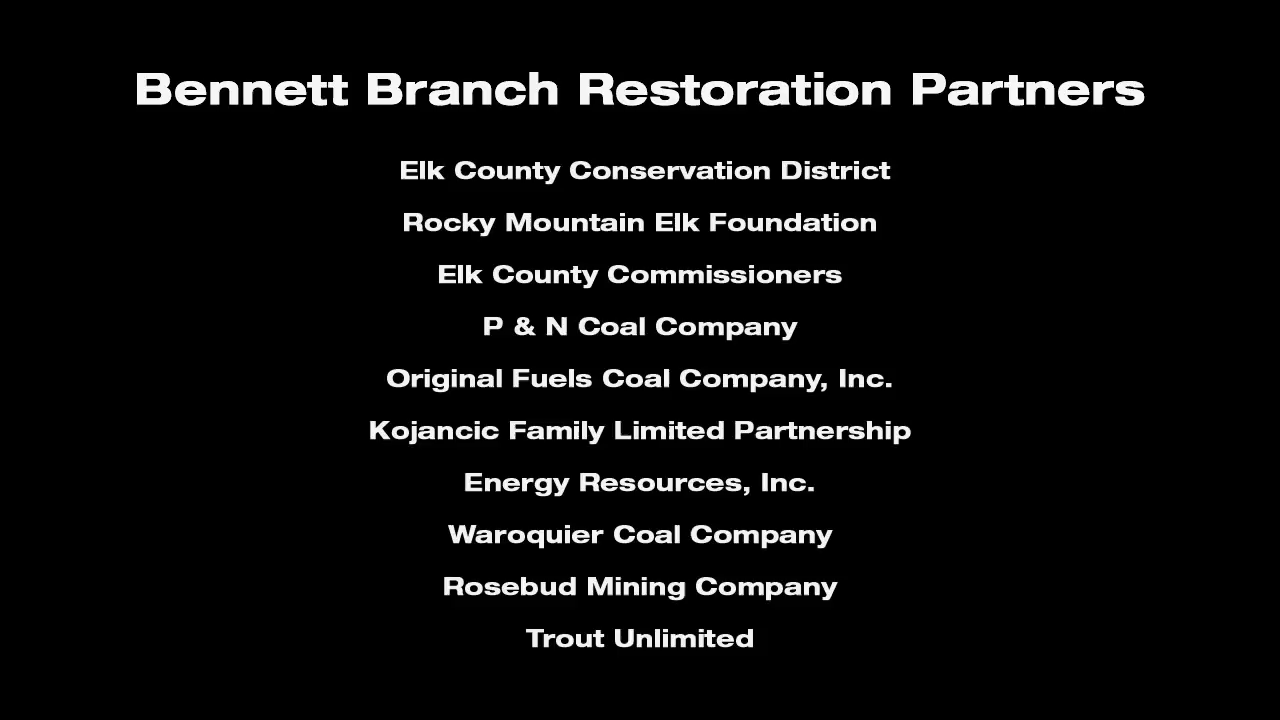 Bennett Branch Restoration Partners
Elk County Conservation District
Rocky Mountain Elk Foundation
Elk County Commissioners
P & N Coal Company
Original Fuels Coal Company, Inc.
Kojancic Family Limited Partnership
Energy Resources, Inc.
Waroquier Coal Company
Rosebud Mining Company
Trout Unlimited